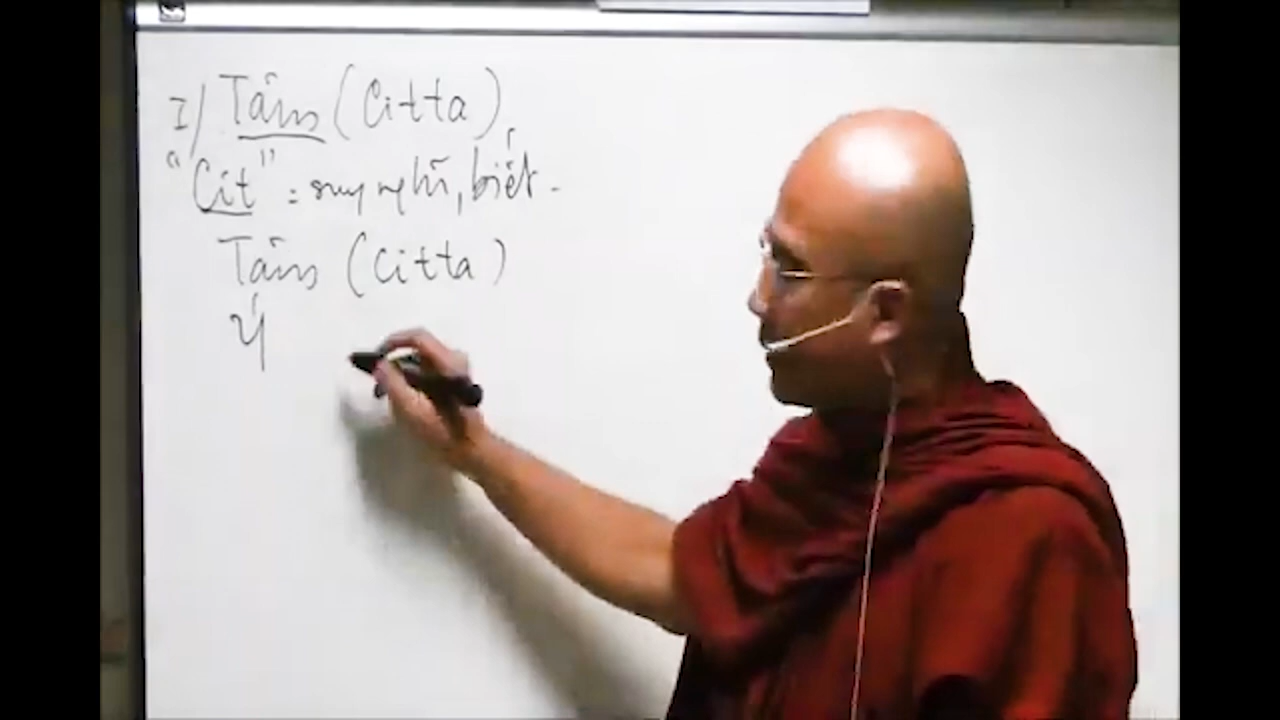 I/ Tâm (Citta)
"Cit" = suy nghĩ, biết.
Tâm (Citta)
Ý